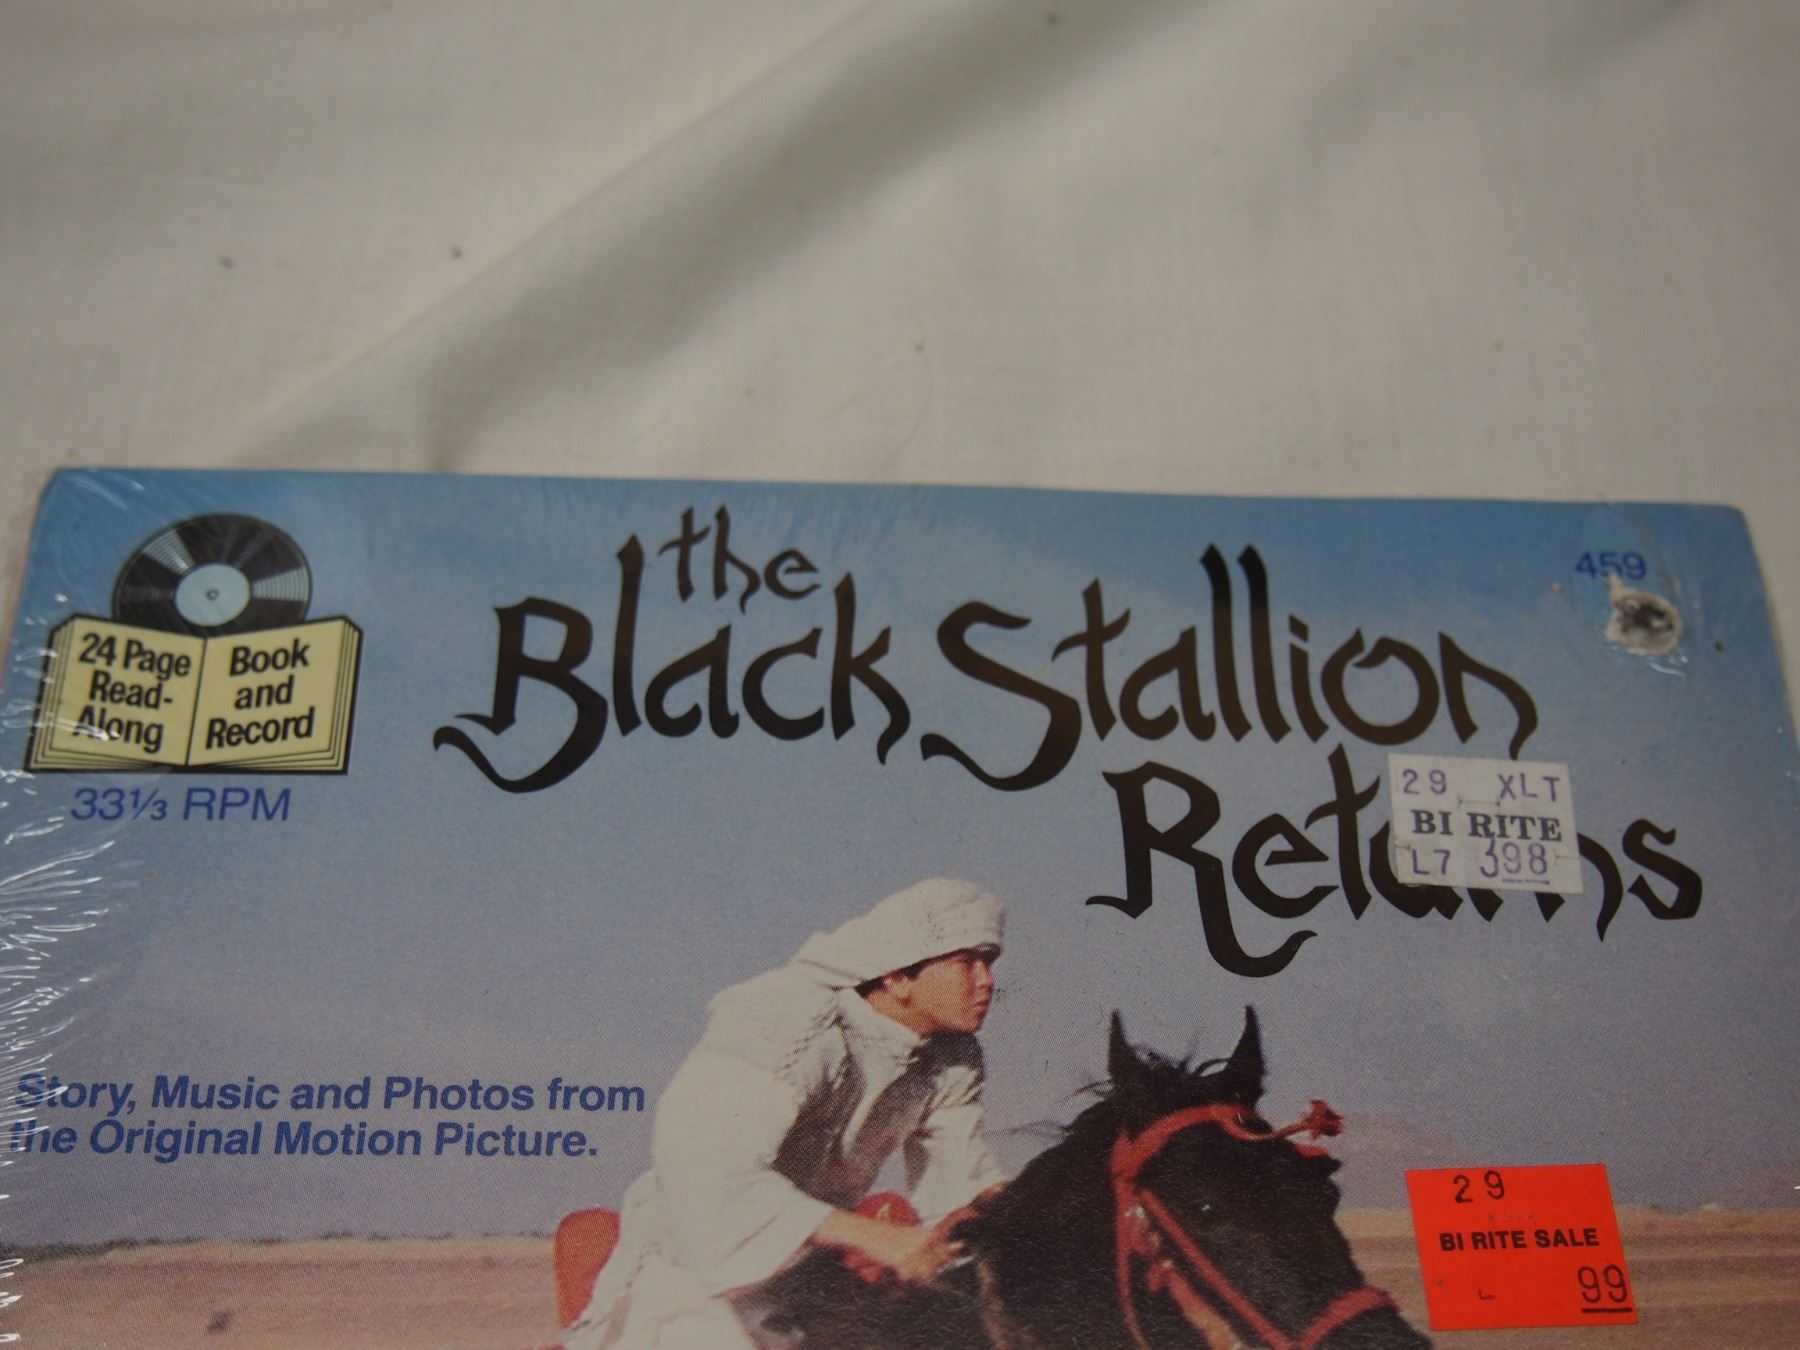 the
Black Stallion
Returns
459
24 Page
Read-
Along
Book
and
Record
33⅓ RPM
29 XLT
BI RITE
L7 398
Story, Music and Photos from
the Original Motion Picture.
29
BI RITE SALE
99